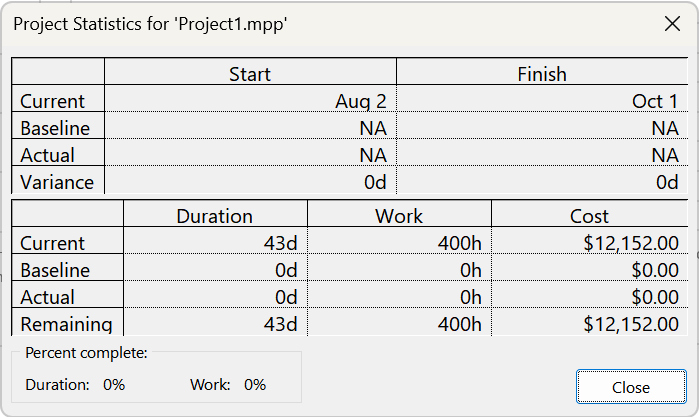 Project Statistics for 'Project1.mpp'
Start Finish
Current Aug 2 Oct 1
Baseline NA NA
Actual NA NA
Variance 0d 0d
Duration Work Cost
Current 43d 400h $12,152.00
Baseline 0d 0h $0.00
Actual 0d 0h $0.00
Remaining 43d 400h $12,152.00
Percent complete:
Duration: 0% Work: 0%
Close